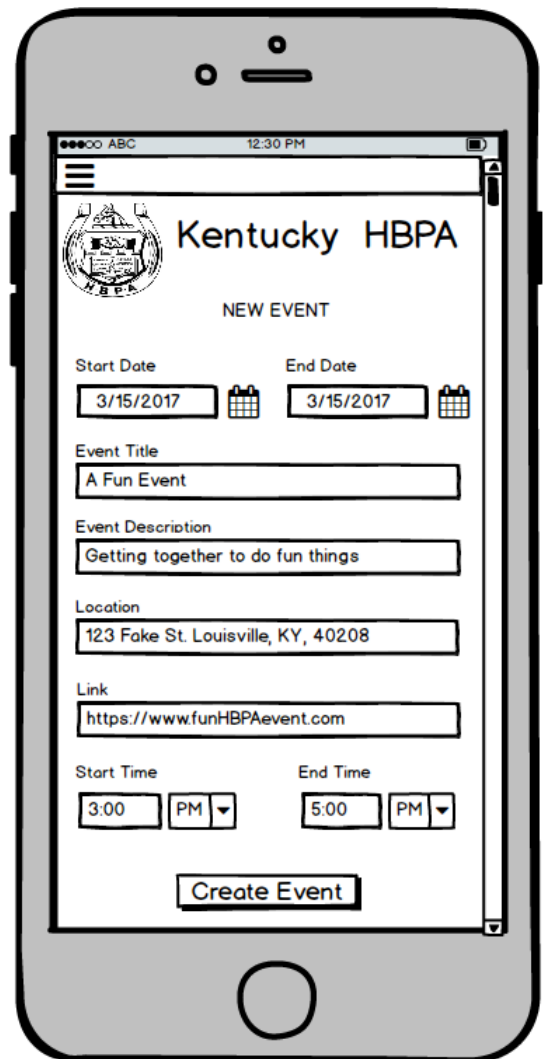 ABC 12:30 PM
Kentucky HBPA
HBPA
NEW EVENT
Start Date End Date
3/15/2017 3/15/2017
Event Title
A Fun Event
Event Description
Getting together to do fun things
Location
123 Fake St. Louisville, KY, 40208
Link
https://www.funHBPAevent.com
Start Time End Time
3:00 PM 5:00 PM
Create Event